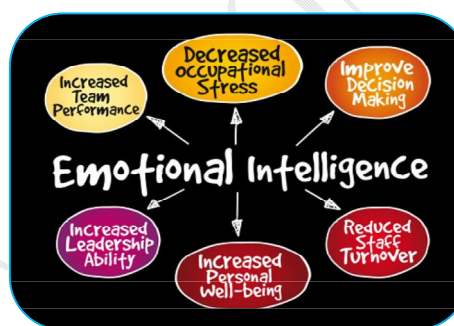 Decreased
Occupational
Stress
Increased
Team
Performance
Improve
Decision
Making
Emotional Intelligence
Increased
Leadership
Ability
Increased
Personal
Well-being
Reduced
Staff
Turnover